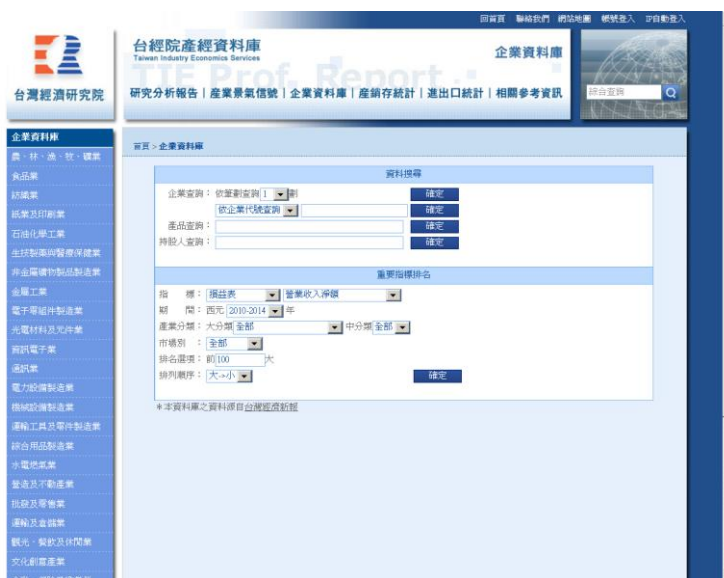 回首頁 聯絡我們 網站地圖 帳號登入 IP自動登入
台灣經濟研究院
台經院產經資料庫
Taiwan Industry Economics Services
企業資料庫
TIE Prof. Report
研究分析報告 | 產業景氣信號 | 企業資料庫 | 產銷存統計 | 進出口統計 | 相關參考資訊
綜合查詢
企業資料庫
農、林、漁、牧、礦業
食品業
紡織業
紙業及印刷業
石油化學工業
生技製藥與醫療保健業
非金屬礦物製品製造業
金屬工業
電子零組件製造業
光電材料及元件業
資訊電子業
通訊業
電力設備製造業
機械設備製造業
運輸工具及零件製造業
綜合用品製造業
水電燃氣業
營造及不動產業
批發及零售業
運輸及倉儲業
觀光、餐飲及休閒業
文化創意產業
首頁 > 企業資料庫
資料搜尋
企業查詢：依筆劃查詢 1 劃 確定
依企業代號查詢 確定
產品查詢： 確定
持股人查詢： 確定
重要指標排名
指 標：損益表 營業收入淨額
期 間：西元 2010-2014 年
產業分類：大分類 全部 中分類 全部
市場別 ：全部
排名選項：前 100 大
排列順序：大->小 確定
＊本資料庫之資料源自台灣經濟新報